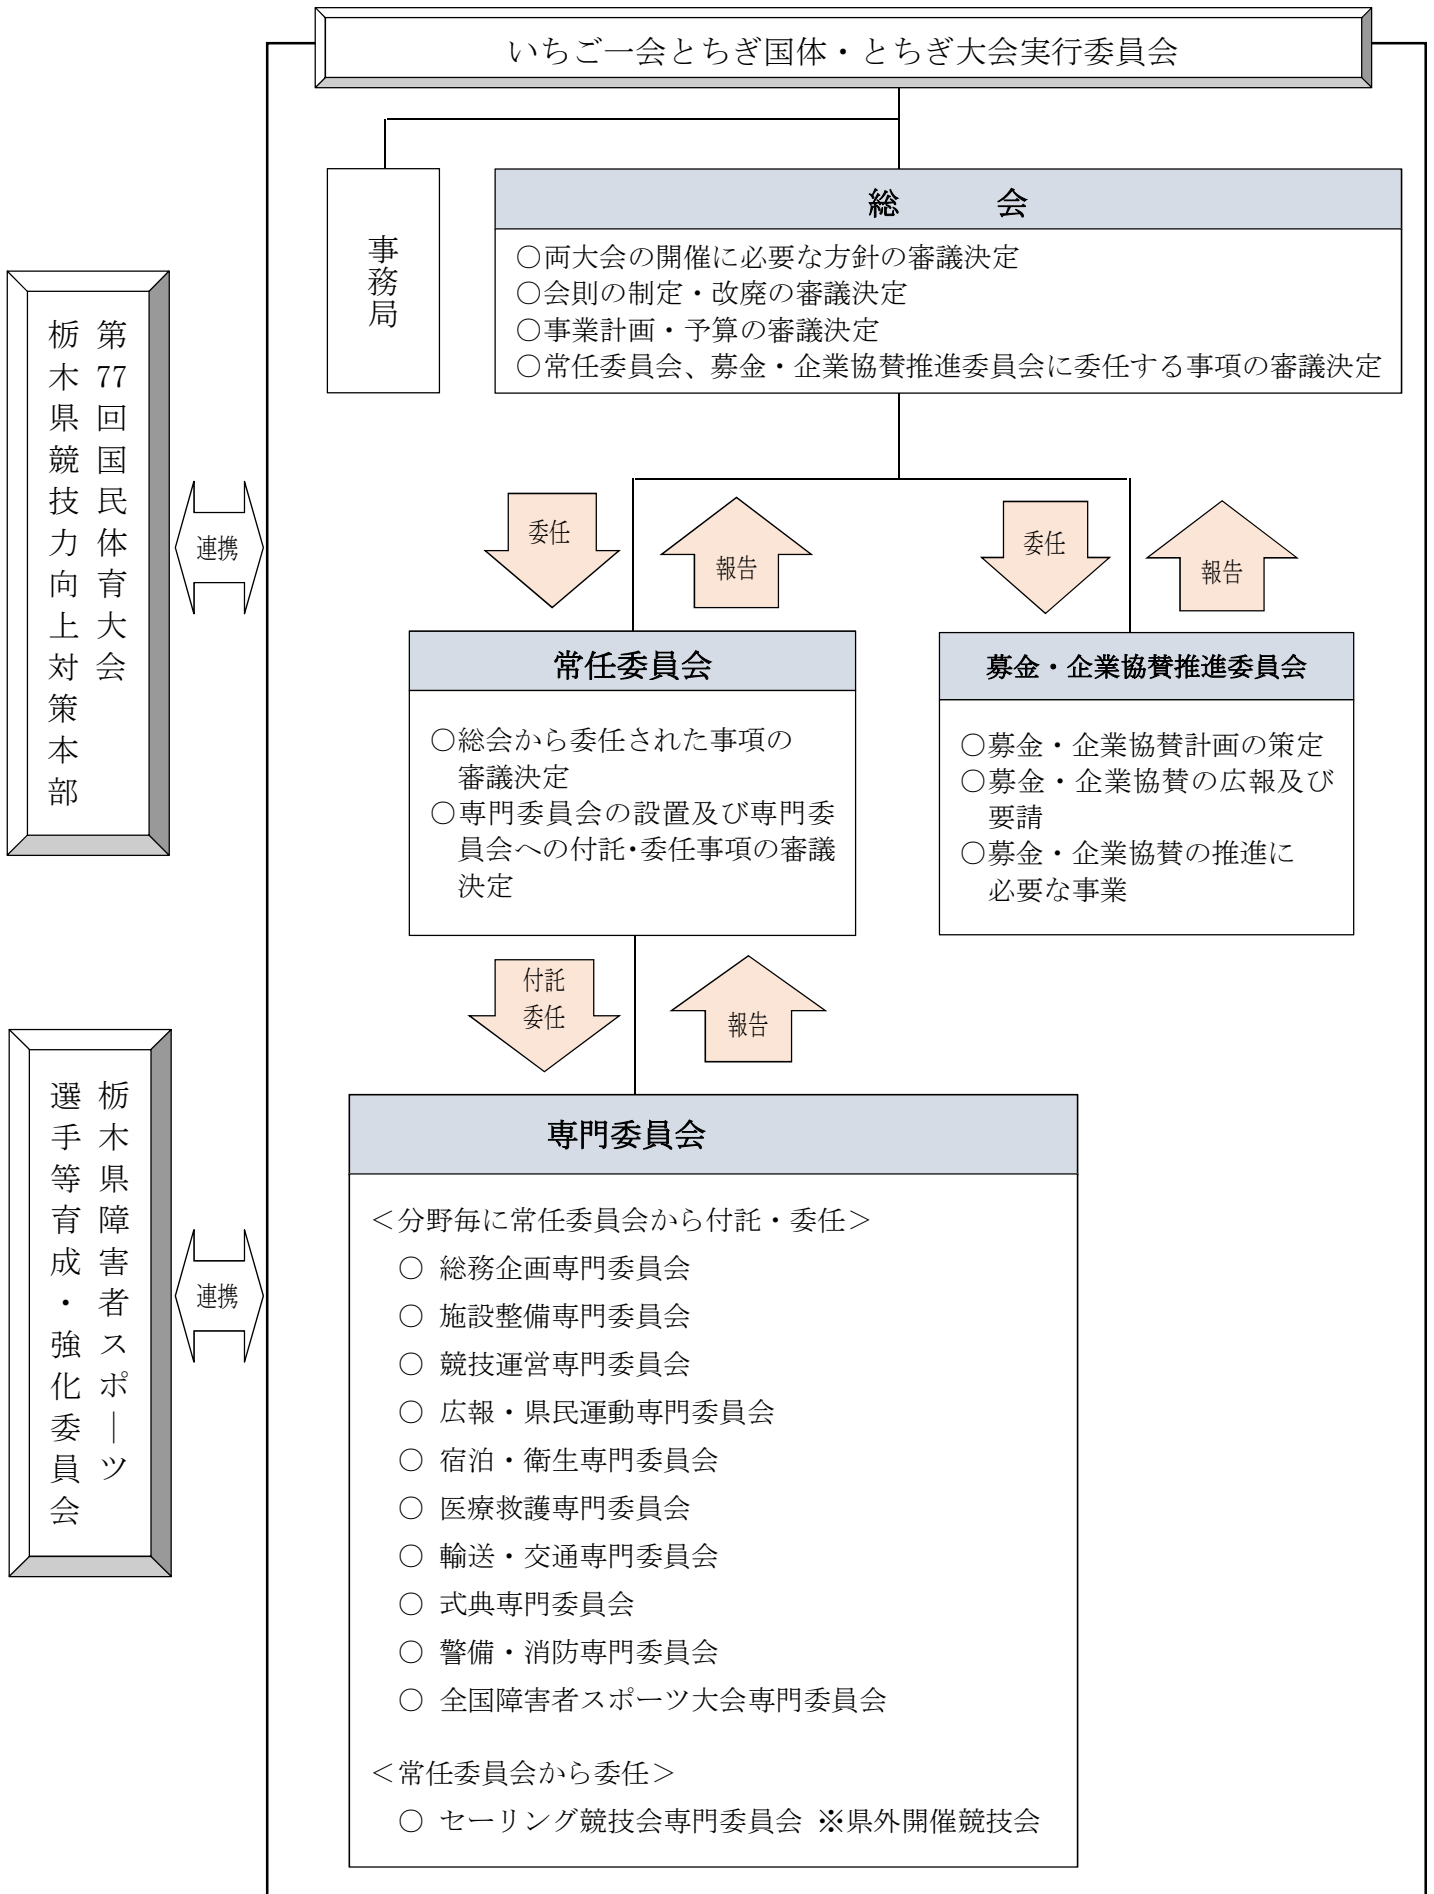 いちご一会とちぎ国体・とちぎ大会実行委員会
事務局
総　会
○両大会の開催に必要な方針の審議決定
○会則の制定・改廃の審議決定
○事業計画・予算の審議決定
○常任委員会、募金・企業協賛推進委員会に委任する事項の審議決定
第77回国民体育大会
栃木県競技力向上対策本部
連携
委任
報告
委任
報告
常任委員会
○総会から委任された事項の
審議決定
○専門委員会の設置及び専門委
員会への付託・委任事項の審議
決定
募金・企業協賛推進委員会
○募金・企業協賛計画の策定
○募金・企業協賛の広報及び
要請
○募金・企業協賛の推進に
必要な事業
付託
委任
報告
栃木県障害者スポーツ
選手等育成・強化委員会
連携
専門委員会
＜分野毎に常任委員会から付託・委任＞
○ 総務企画専門委員会
○ 施設整備専門委員会
○ 競技運営専門委員会
○ 広報・県民運動専門委員会
○ 宿泊・衛生専門委員会
○ 医療救護専門委員会
○ 輸送・交通専門委員会
○ 式典専門委員会
○ 警備・消防専門委員会
○ 全国障害者スポーツ大会専門委員会
＜常任委員会から委任＞
○ セーリング競技会専門委員会 ※県外開催競技会